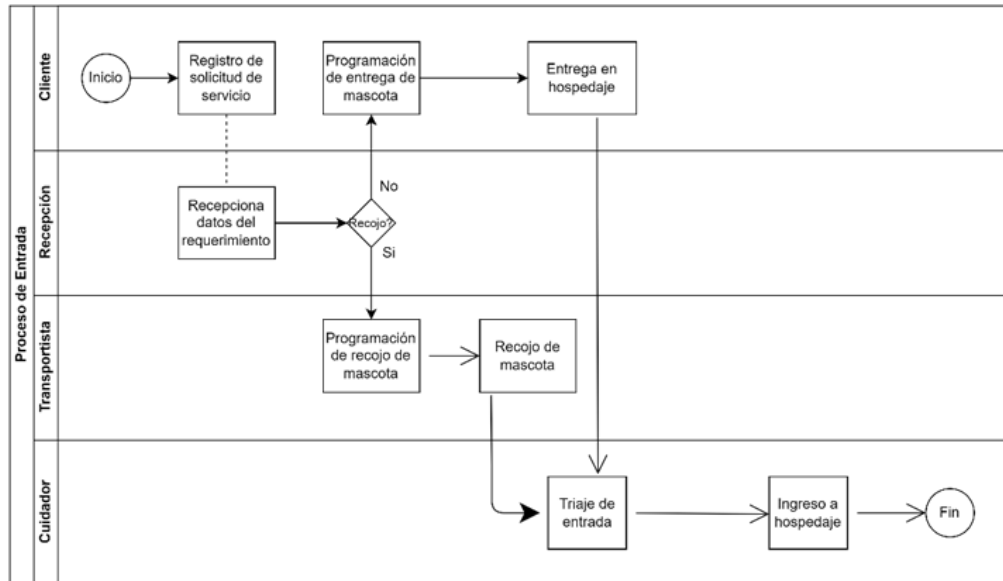 Proceso de Entrada
Cliente
Inicio
Registro de
solicitud de
servicio
Programación
de entrega de
mascota
Entrega en
hospedaje
Recepción
Recepciona
datos del
requerimiento
Recojo?
No
Si
Transportista
Programación
de recojo de
mascota
Recojo de
mascota
Cuidador
Triaje de
entrada
Ingreso a
hospedaje
Fin